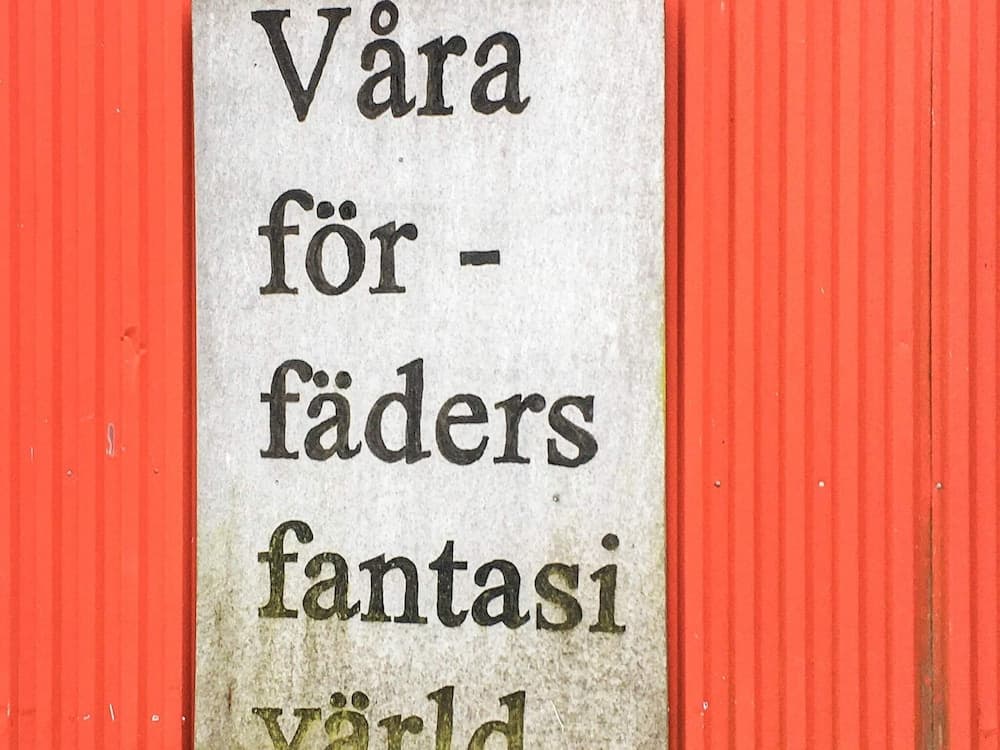 Våra
för -
fäders
fantasi
värld